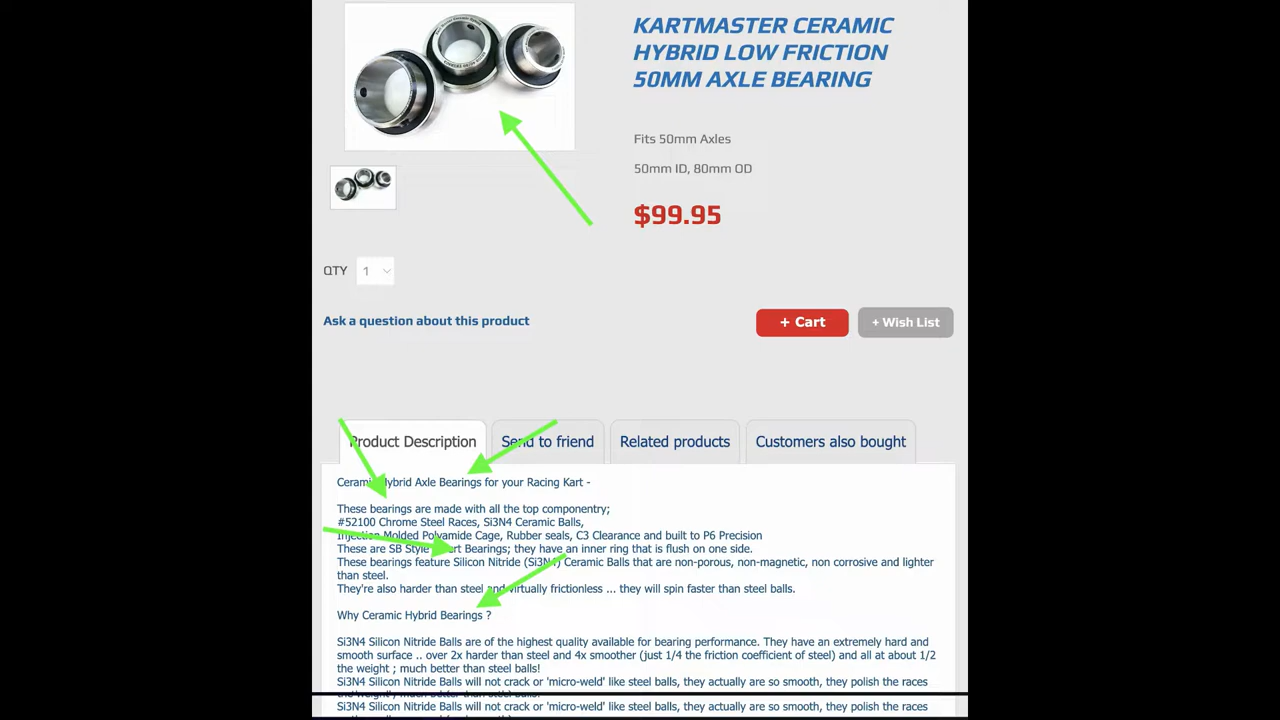 KARTMASTER CERAMIC
HYBRID LOW FRICTION
50MM AXLE BEARING
Fits 50mm Axles
50mm ID, 80mm OD
$99.95
QTY 1
Ask a question about this product
+ Cart
+ Wish List
Product Description
Send to friend
Related products
Customers also bought
Ceramic Hybrid Axle Bearings for your Racing Kart -
These bearings are made with all the top componentry;
#52100 Chrome Steel Races, Si3N4 Ceramic Balls,
Injection Molded Polyamide Cage, Rubber seals, C3 Clearance and built to P6 Precision
These are SB Style Insert Bearings; they have an inner ring that is flush on one side.
These bearings feature Silicon Nitride (Si3N4) Ceramic Balls that are non-porous, non-magnetic, non corrosive and lighter
than steel.
They're also harder than steel and virtually frictionless ... they will spin faster than steel balls.
Why Ceramic Hybrid Bearings ?
Si3N4 Silicon Nitride Balls are of the highest quality available for bearing performance. They have an extremely hard and
smooth surface .. over 2x harder than steel and 4x smoother (just 1/4 the friction coefficient of steel) and all at about 1/2
the weight ; much better than steel balls!
Si3N4 Silicon Nitride Balls will not crack or 'micro-weld' like steel balls, they actually are so smooth, they polish the races
Si3N4 Silicon Nitride Balls will not crack or 'micro-weld' like steel balls, they actually are so smooth, they polish the races